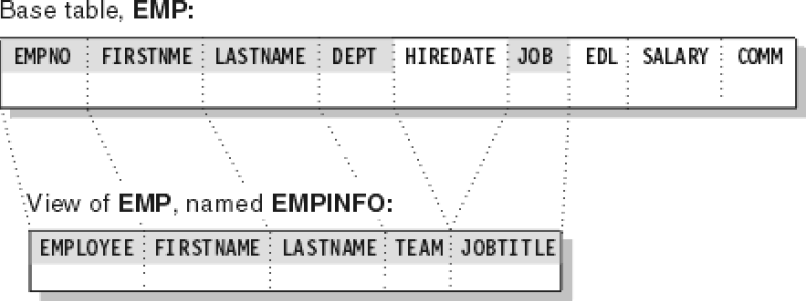 Base table, EMP:
EMPNO FIRSTNME LASTNAME DEPT HIREDATE JOB EDL SALARY COMM
View of EMP, named EMPINFO:
EMPLOYEE FIRSTNAME LASTNAME TEAM JOBTITLE